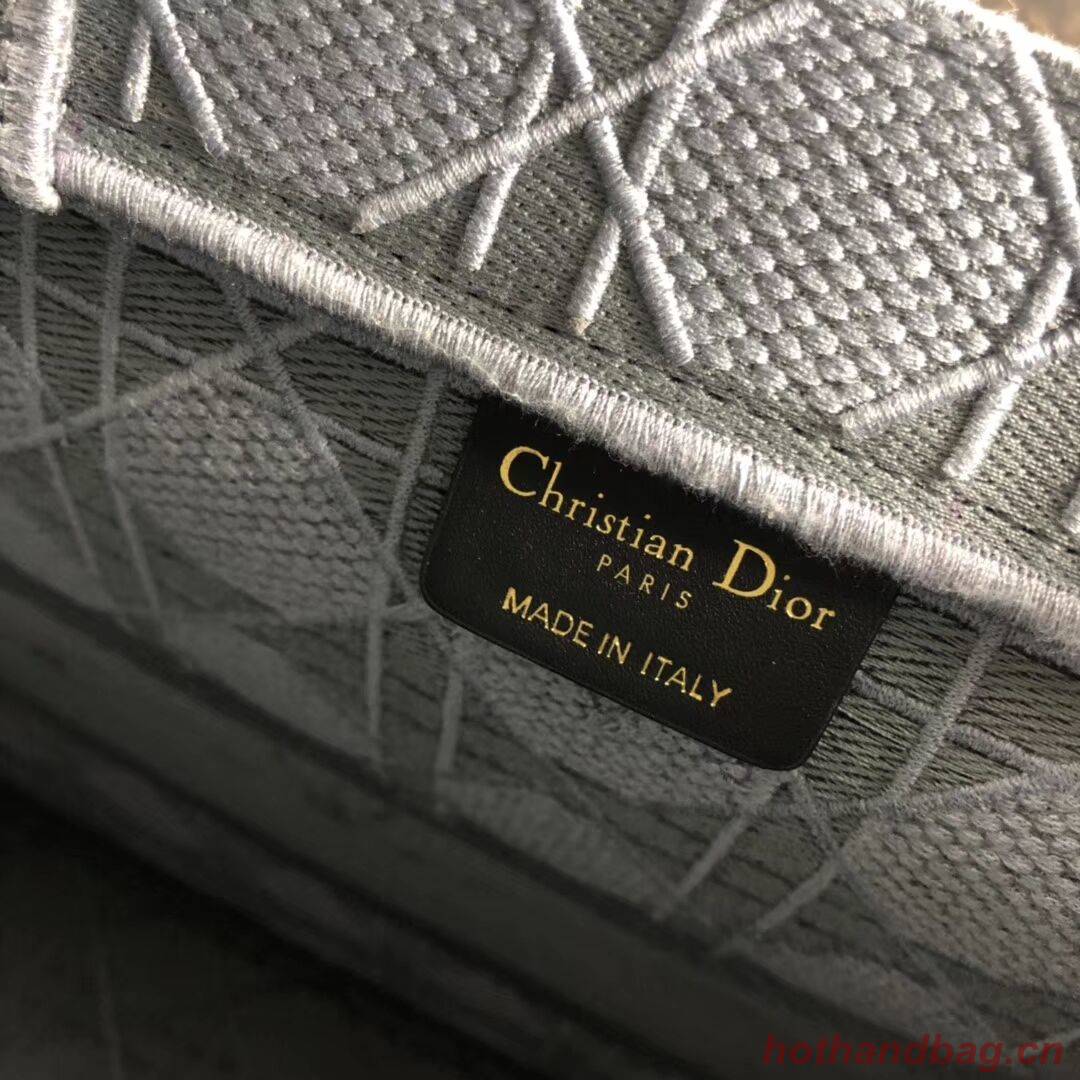 Christian Dior
PARIS
MADE IN ITALY
hothandbag.cn